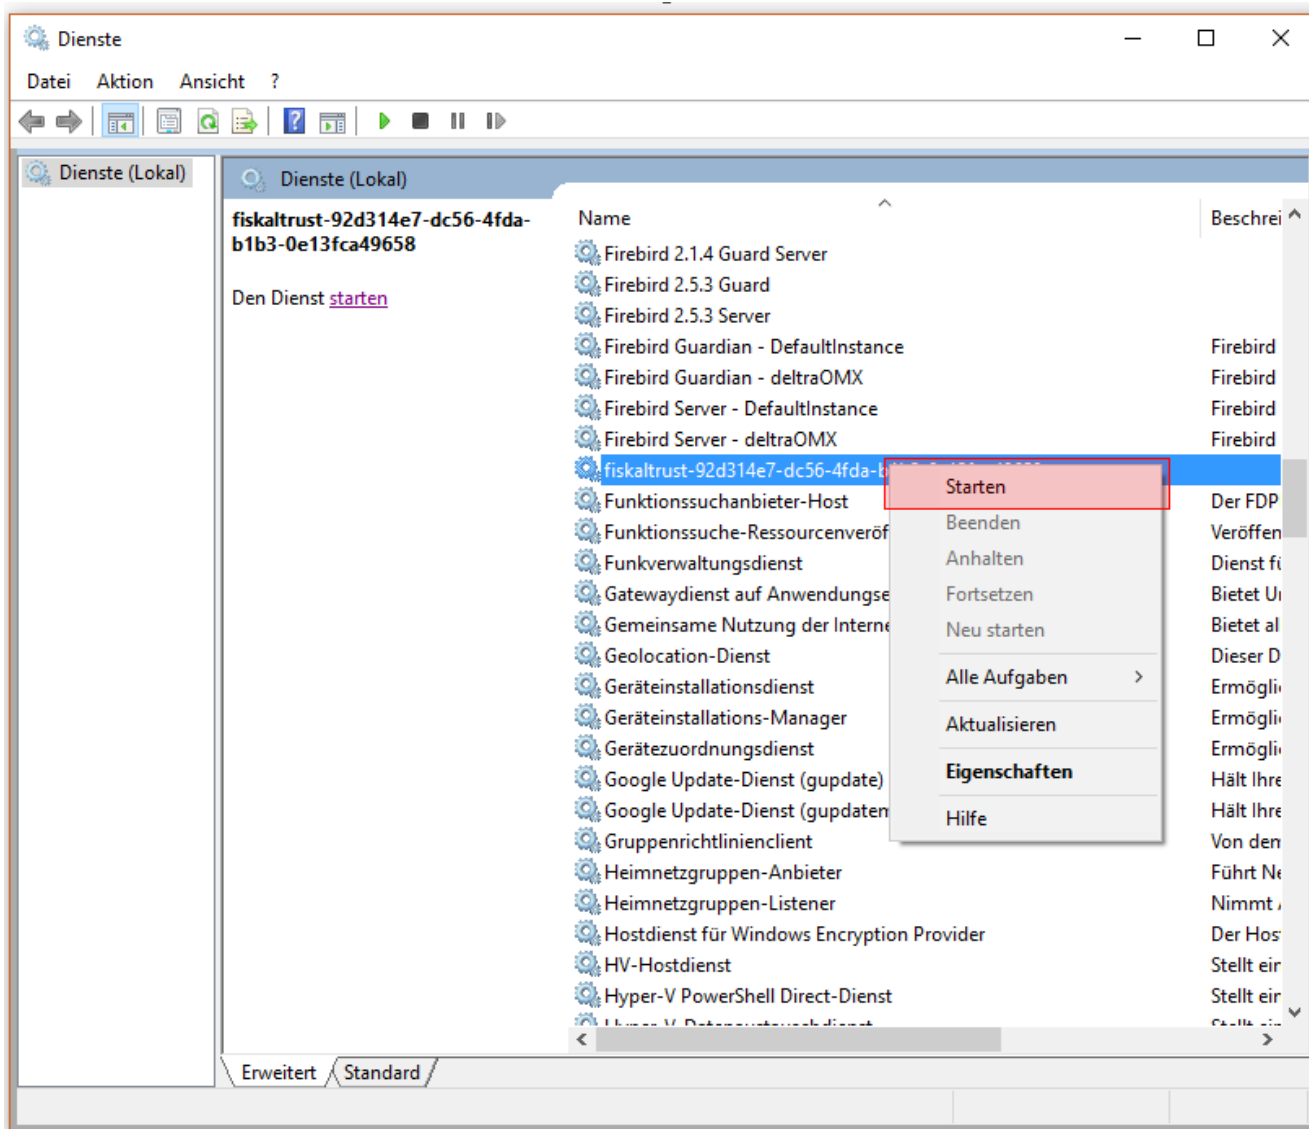 Dienste
Datei Aktion Ansicht ?
Dienste (Lokal)
Dienste (Lokal)
fiskaltrust-92d314e7-dc56-4fda-
b1b3-0e13fca49658
Den Dienst starten
Name Beschrei
Firebird 2.1.4 Guard Server
Firebird 2.5.3 Guard
Firebird 2.5.3 Server
Firebird Guardian - DefaultInstance Firebird
Firebird Guardian - deltraOMX Firebird
Firebird Server - DefaultInstance Firebird
Firebird Server - deltraOMX Firebird
fiskaltrust-92d314e7-dc56-4fda-b
Funktionssuchanbieter-Host Der FDP
Funktionssuche-Ressourcenveröf Veröffen
Funkverwaltungsdienst Dienst fü
Gatewaydienst auf Anwendungse Bietet
Gemeinsame Nutzung der Interne Bietet al
Geolocation-Dienst Dieser D
Geräteinstallationsdienst Ermögli
Geräteinstallations-Manager Ermögli
Gerätezuordnungsdienst Ermögli
Google Update-Dienst (gupdate) Hält Ihre
Google Update-Dienst (gupdatem Hält Ihre
Gruppenrichtlinienclient Von dem
Heimnetzgruppen-Anbieter Führt Ne
Heimnetzgruppen-Listener Nimmt
Hostdienst für Windows Encryption Provider Der Hos
HV-Hostdienst Stellt ein
Hyper-V PowerShell Direct-Dienst Stellt ein
Starten
Beenden
Anhalten
Fortsetzen
Neu starten
Alle Aufgaben
Aktualisieren
Eigenschaften
Hilfe
Erweitert Standard